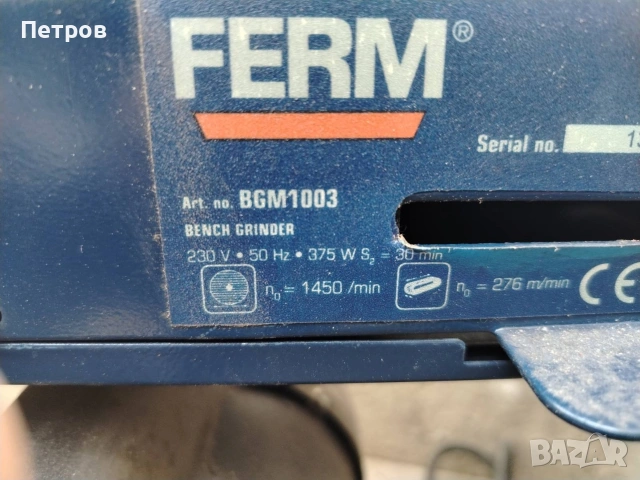 Петров
FERM®
Serial no.
Art. no. BGM1003
BENCH GRINDER
230 V • 50 Hz • 375 W S₂ = 30 min
n₀ = 1450 /min
n₀ = 276 m/min
CE
BAZAR